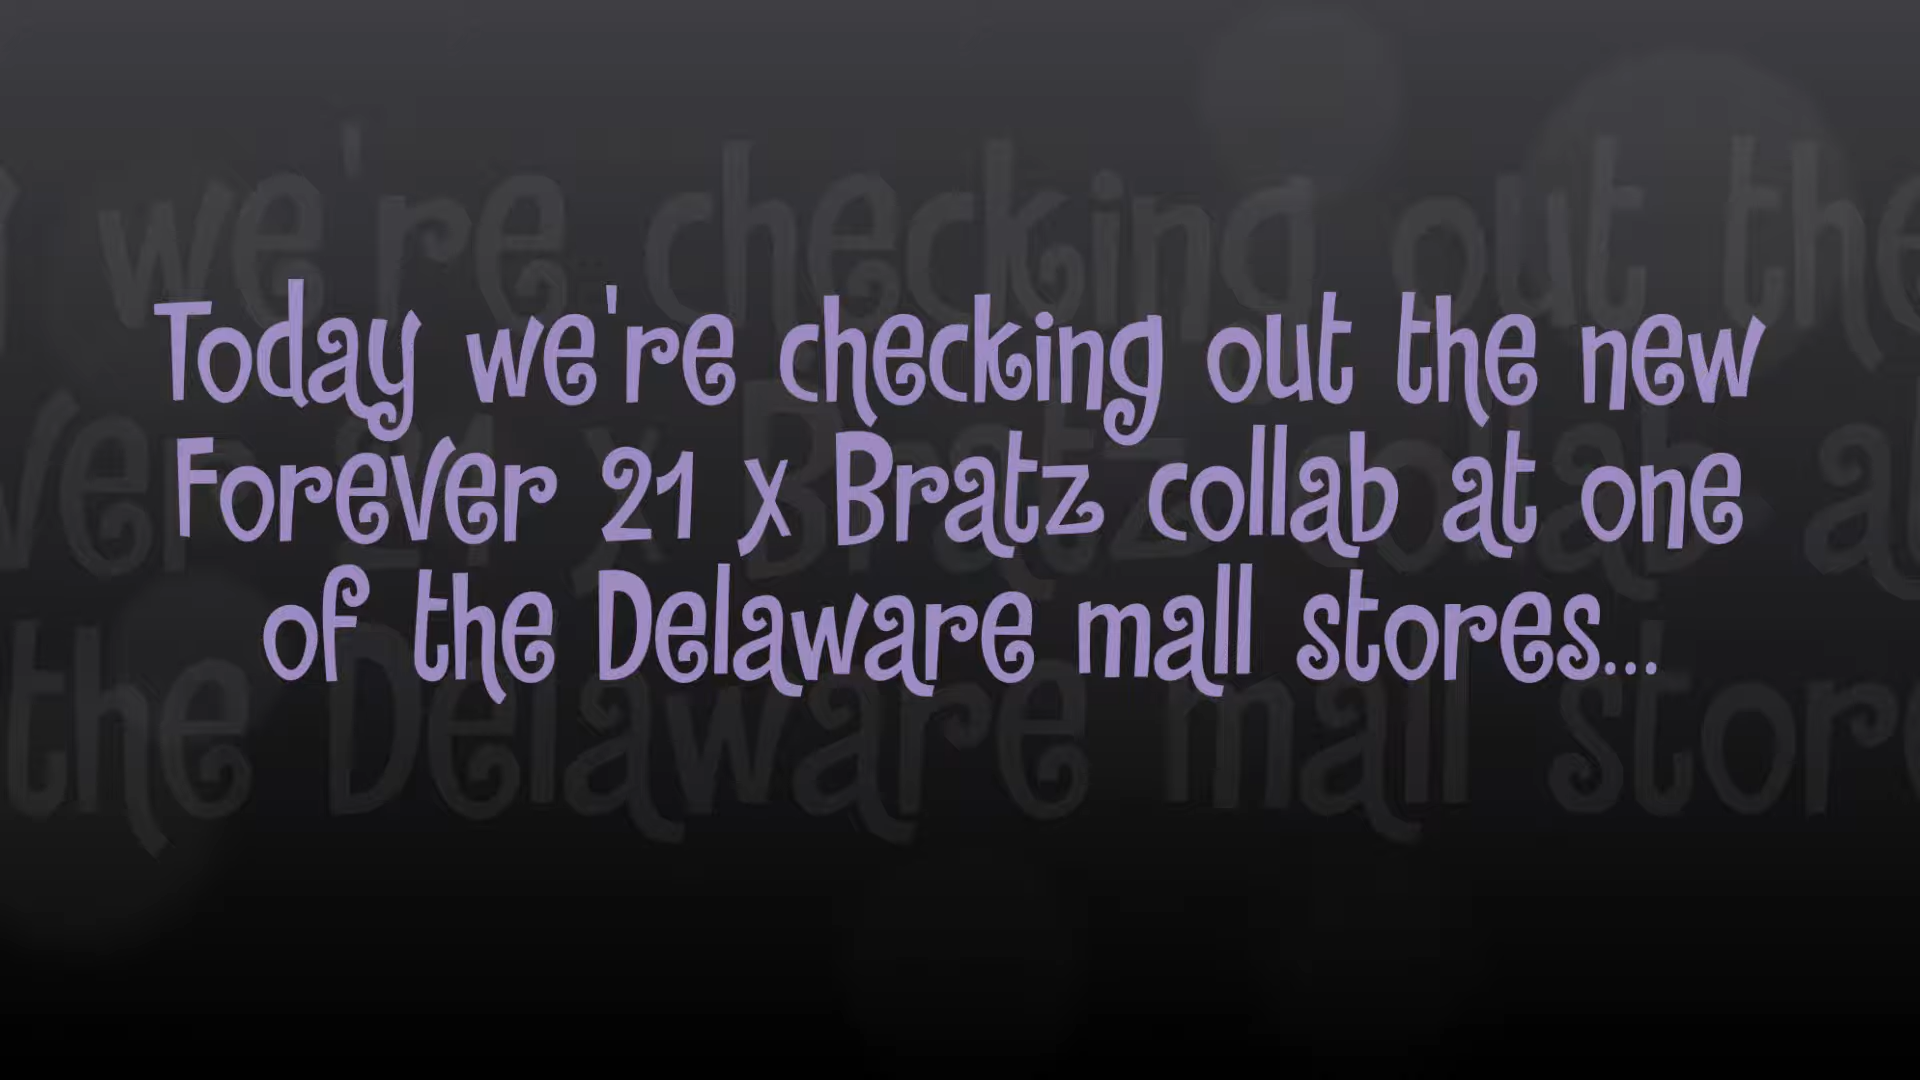 Today we're checking out the new
Forever 21 x Bratz collab at one
of the Delaware mall stores...